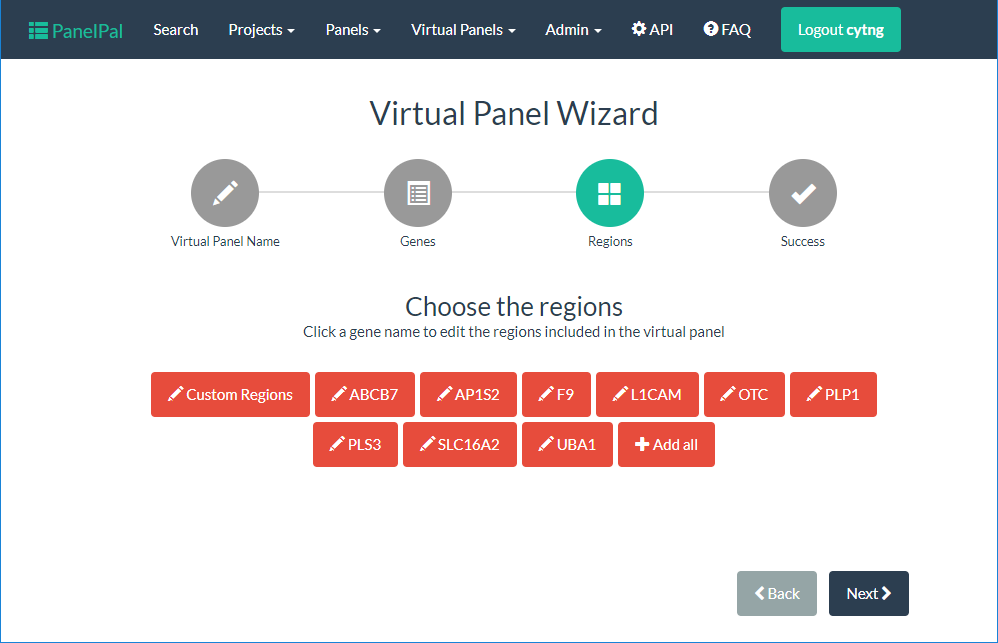 PanelPal Search Projects Panels Virtual Panels Admin API FAQ Logout cytng
Virtual Panel Wizard
Virtual Panel Name Genes Regions Success
Choose the regions
Click a gene name to edit the regions included in the virtual panel
Custom Regions ABCB7 AP1S2 F9 L1CAM OTC PLP1
PLS3 SLC16A2 UBA1 Add all
Back Next